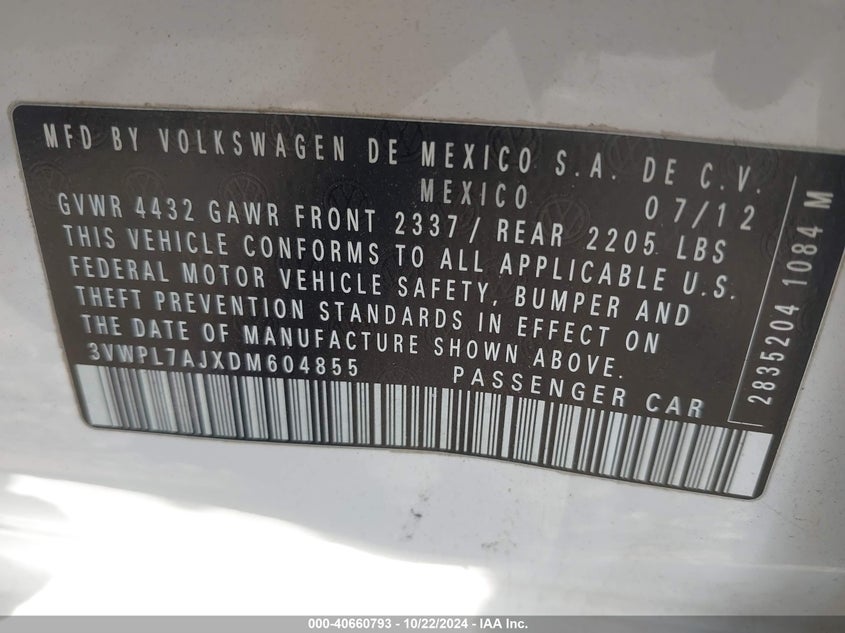 MFD BY VOLKSWAGEN DE MEXICO S.A. DE C.V.
MEXICO 07/12
GVWR 4432 GAWR FRONT 2337/ REAR 2205 LBS
THIS VEHICLE CONFORMS TO ALL APPLICABLE U.S.
FEDERAL MOTOR VEHICLE SAFETY, BUMPER AND
THEFT PREVENTION STANDARDS IN EFFECT ON
THE DATE OF MANUFACTURE SHOWN ABOVE.
3VWPL7AJXDM604855 PASSENGER CAR
2835204 1084 M
000-40660793 - 10/22/2024 - IAA Inc.